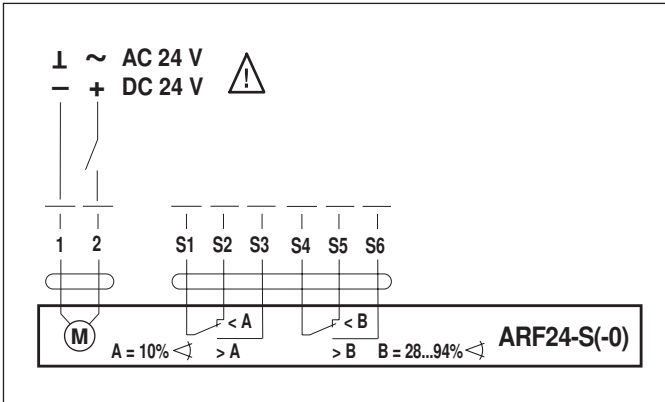 ⊥ ~ AC 24 V
− + DC 24 V
1 2 S1 S2 S3 S4 S5 S6
M
< A
< B
A = 10%
> A
> B
B = 28...94%
ARF24-S(-0)